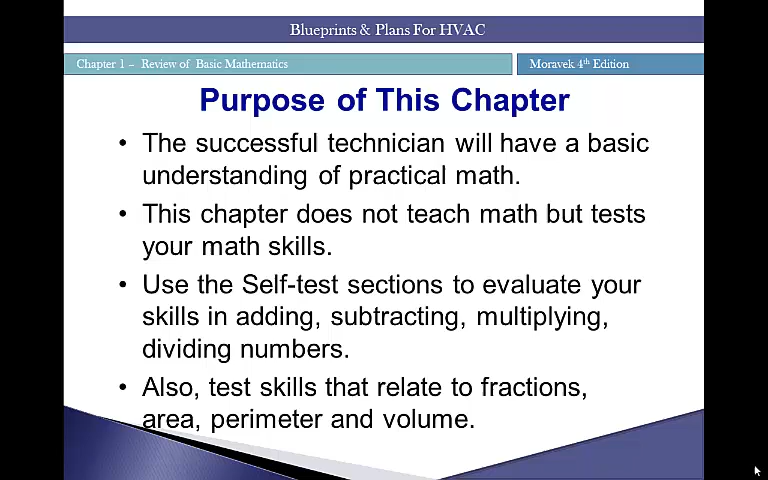 Blueprints & Plans For HVAC
Chapter 1 – Review of Basic Mathematics
Moravek 4th Edition
Purpose of This Chapter
• The successful technician will have a basic
understanding of practical math.
• This chapter does not teach math but tests
your math skills.
• Use the Self-test sections to evaluate your
skills in adding, subtracting, multiplying,
dividing numbers.
• Also, test skills that relate to fractions,
area, perimeter and volume.